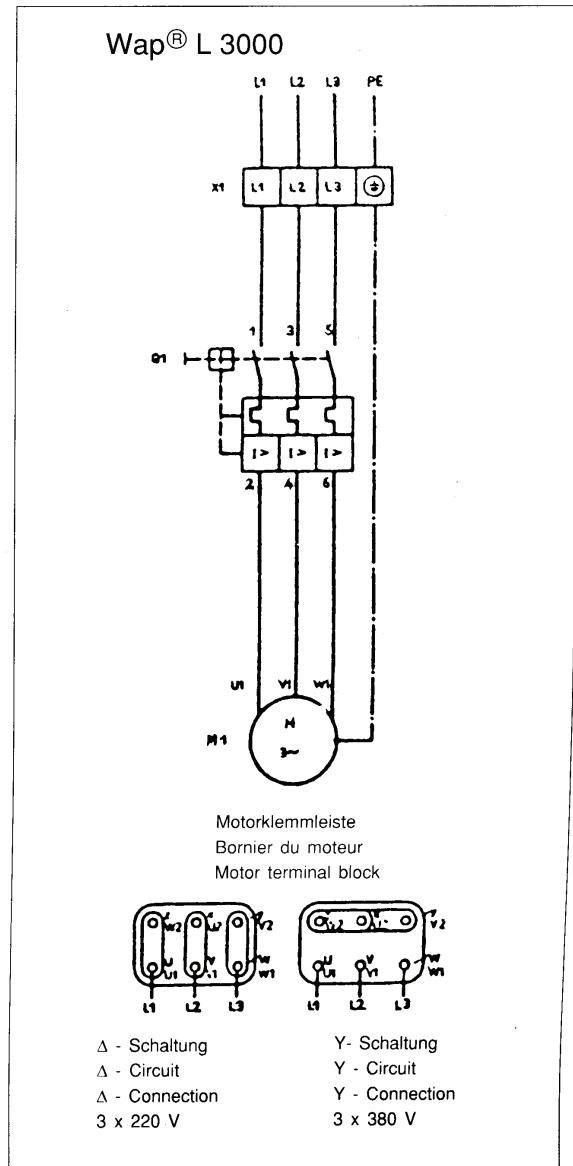 Wap® L 3000
L1 L2 L3 PE
X1 L1 L2 L3
1 3 5
Q1
I> I> I>
2 4 6
U1 V1 W1
M1
M
3~
Motorklemmleiste
Bornier du moteur
Motor terminal block
W2 U2 V2
U V W
U1 V1 W1
L1 L2 L3
V2
U V W
U1 V1 W1
L1 L2 L3
Δ - Schaltung
Δ - Circuit
Δ - Connection
3 x 220 V
Y- Schaltung
Y - Circuit
Y - Connection
3 x 380 V